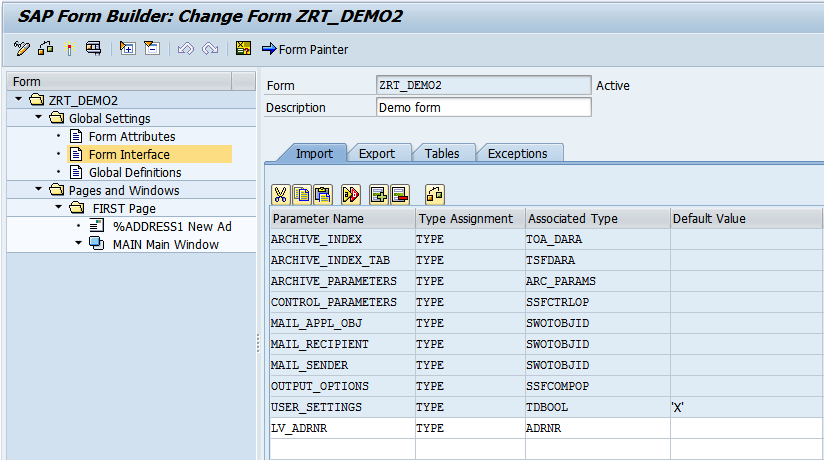 SAP Form Builder: Change Form ZRT_DEMO2
Form Painter
Form
ZRT_DEMO2
Global Settings
Form Attributes
Form Interface
Global Definitions
Pages and Windows
FIRST Page
%ADDRESS1 New Ad
MAIN Main Window
Form ZRT_DEMO2 Active
Description Demo form
Import Export Tables Exceptions
Parameter Name Type Assignment Associated Type Default Value
ARCHIVE_INDEX TYPE TOA_DARA
ARCHIVE_INDEX_TAB TYPE TSFDARA
ARCHIVE_PARAMETERS TYPE ARC_PARAMS
CONTROL_PARAMETERS TYPE SSFCTRLOP
MAIL_APPL_OBJ TYPE SWOTOBJID
MAIL_RECIPIENT TYPE SWOTOBJID
MAIL_SENDER TYPE SWOTOBJID
OUTPUT_OPTIONS TYPE SSFCOMPOP
USER_SETTINGS TYPE TDBOOL 'X'
LV_ADRNR TYPE ADRNR